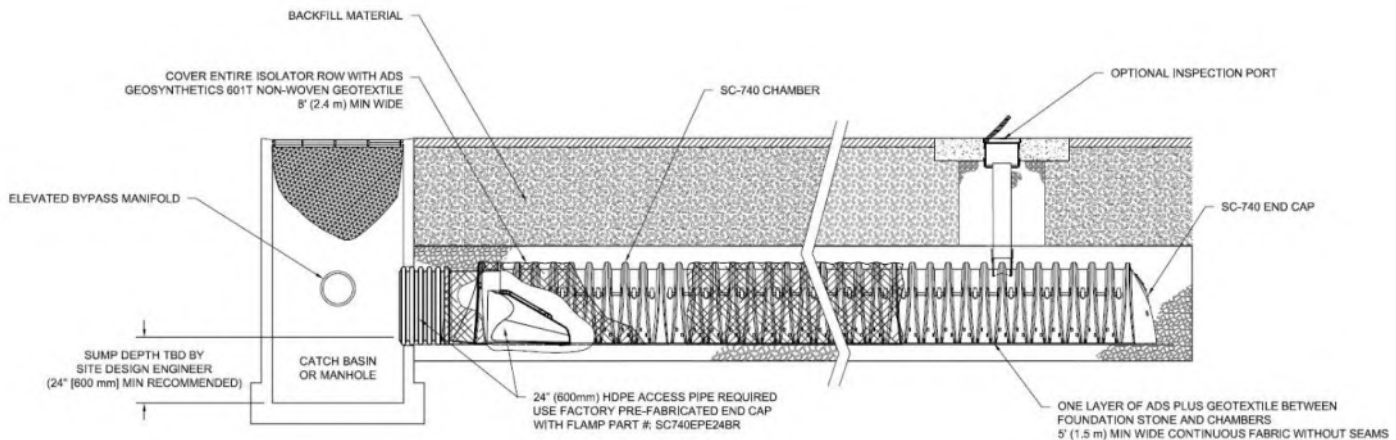 BACKFILL MATERIAL
COVER ENTIRE ISOLATOR ROW WITH ADS
GEOSYNTHETICS 601T NON-WOVEN GEOTEXTILE
8' (2.4 m) MIN WIDE
SC-740 CHAMBER
OPTIONAL INSPECTION PORT
ELEVATED BYPASS MANIFOLD
SC-740 END CAP
SUMP DEPTH TBD BY
SITE DESIGN ENGINEER
(24" [600 mm] MIN RECOMMENDED)
CATCH BASIN
OR MANHOLE
24" (600mm) HDPE ACCESS PIPE REQUIRED
USE FACTORY PRE-FABRICATED END CAP
WITH FLAMP PART #: SC740EPE24BR
ONE LAYER OF ADS PLUS GEOTEXTILE BETWEEN
FOUNDATION STONE AND CHAMBERS
5' (1.5 m) MIN WIDE CONTINUOUS FABRIC WITHOUT SEAMS